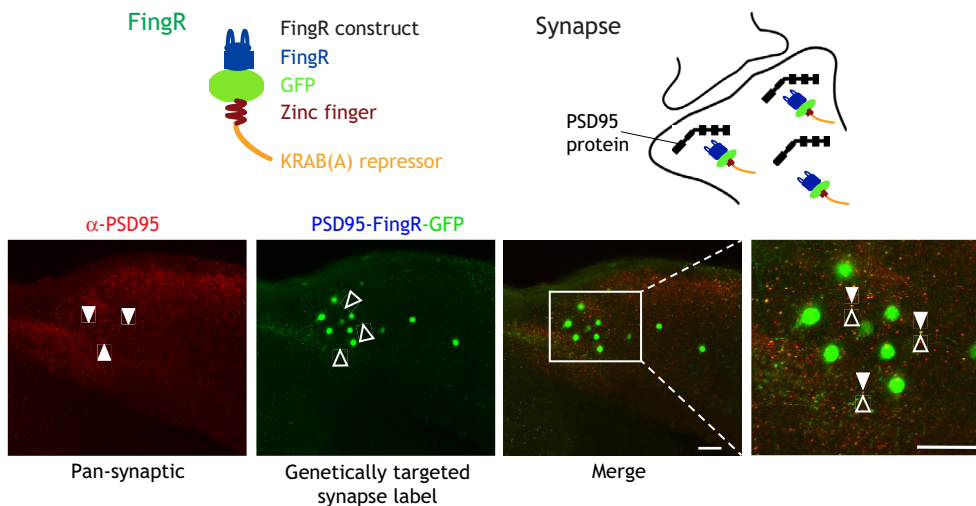 FingR
FingR construct
FingR
GFP
Zinc finger
KRAB(A) repressor
Synapse
PSD95
protein
α-PSD95
PSD95-FingR-GFP
Pan-synaptic
Genetically targeted
synapse label
Merge